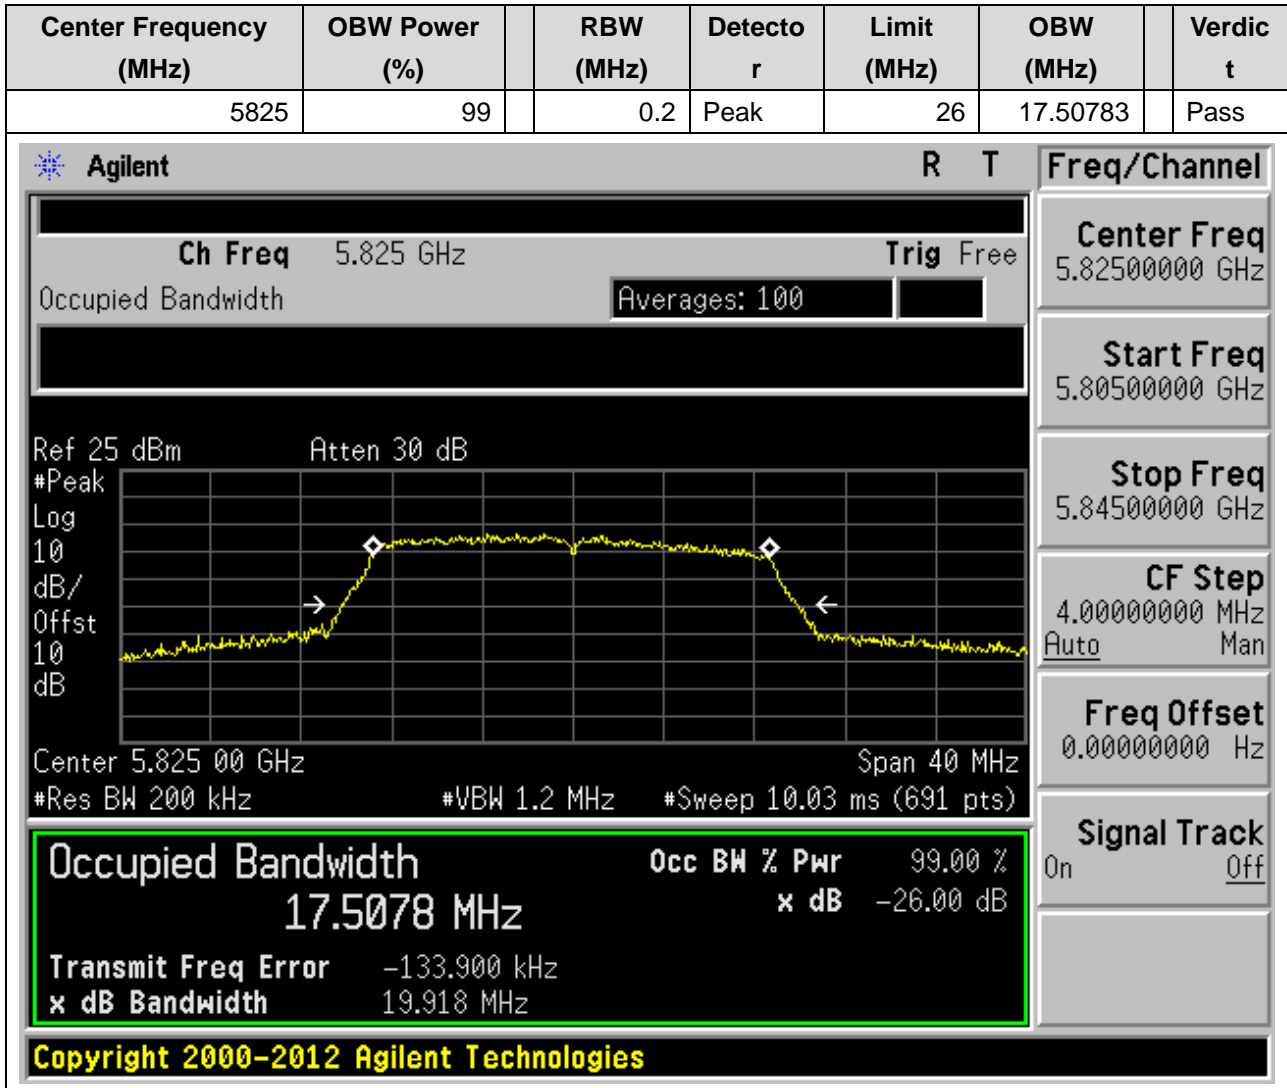 Center Frequency OBW Power RBW Detecto Limit OBW Verdic
(MHz) (%) (MHz) r (MHz) (MHz) t
5825 99 0.2 Peak 26 17.50783 Pass
Agilent R T Freq/Channel
Ch Freq 5.825 GHz Trig Free
Occupied Bandwidth Averages: 100
Center Freq
5.82500000 GHz
Start Freq
5.80500000 GHz
Stop Freq
5.84500000 GHz
CF Step
4.00000000 MHz
Auto Man
Freq Offset
0.00000000 Hz
Signal Track
On Off
Ref 25 dBm Atten 30 dB
#Peak
Log
10
dB/
Offst
10
dB
Center 5.825 00 GHz Span 40 MHz
#Res BW 200 kHz #VBW 1.2 MHz #Sweep 10.03 ms (691 pts)
Occupied Bandwidth Occ BW % Pwr 99.00 %
17.5078 MHz x dB -26.00 dB
Transmit Freq Error -133.900 kHz
x dB Bandwidth 19.918 MHz
Copyright 2000-2012 Agilent Technologies